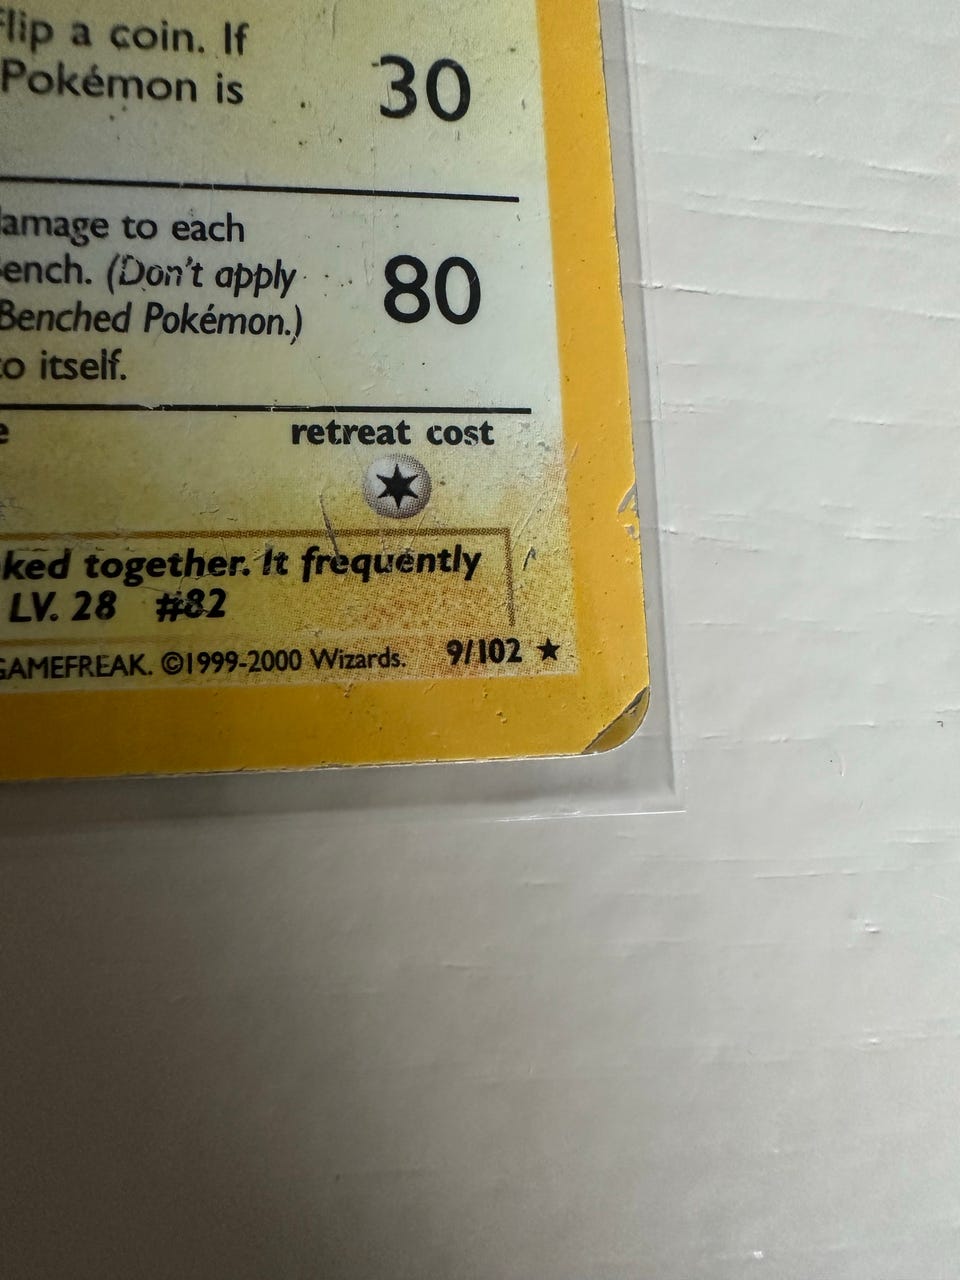 Flip a coin. If
Pokémon is
30
damage to each
Bench. (Don't apply
Benched Pokémon.)
to itself.
80
e
retreat cost
ked together. It frequently
LV. 28 #82
GAMEFREAK. ©1999-2000 Wizards. 9/102 ★